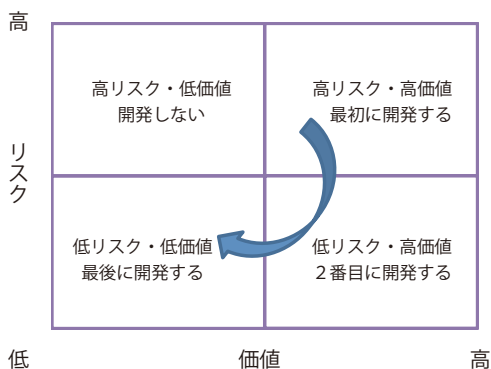 高
高リスク・低価値
開発しない
高リスク・高価値
最初に開発する
リスク
低リスク・低価値
最後に開発する
低リスク・高価値
２番目に開発する
低
価値
高